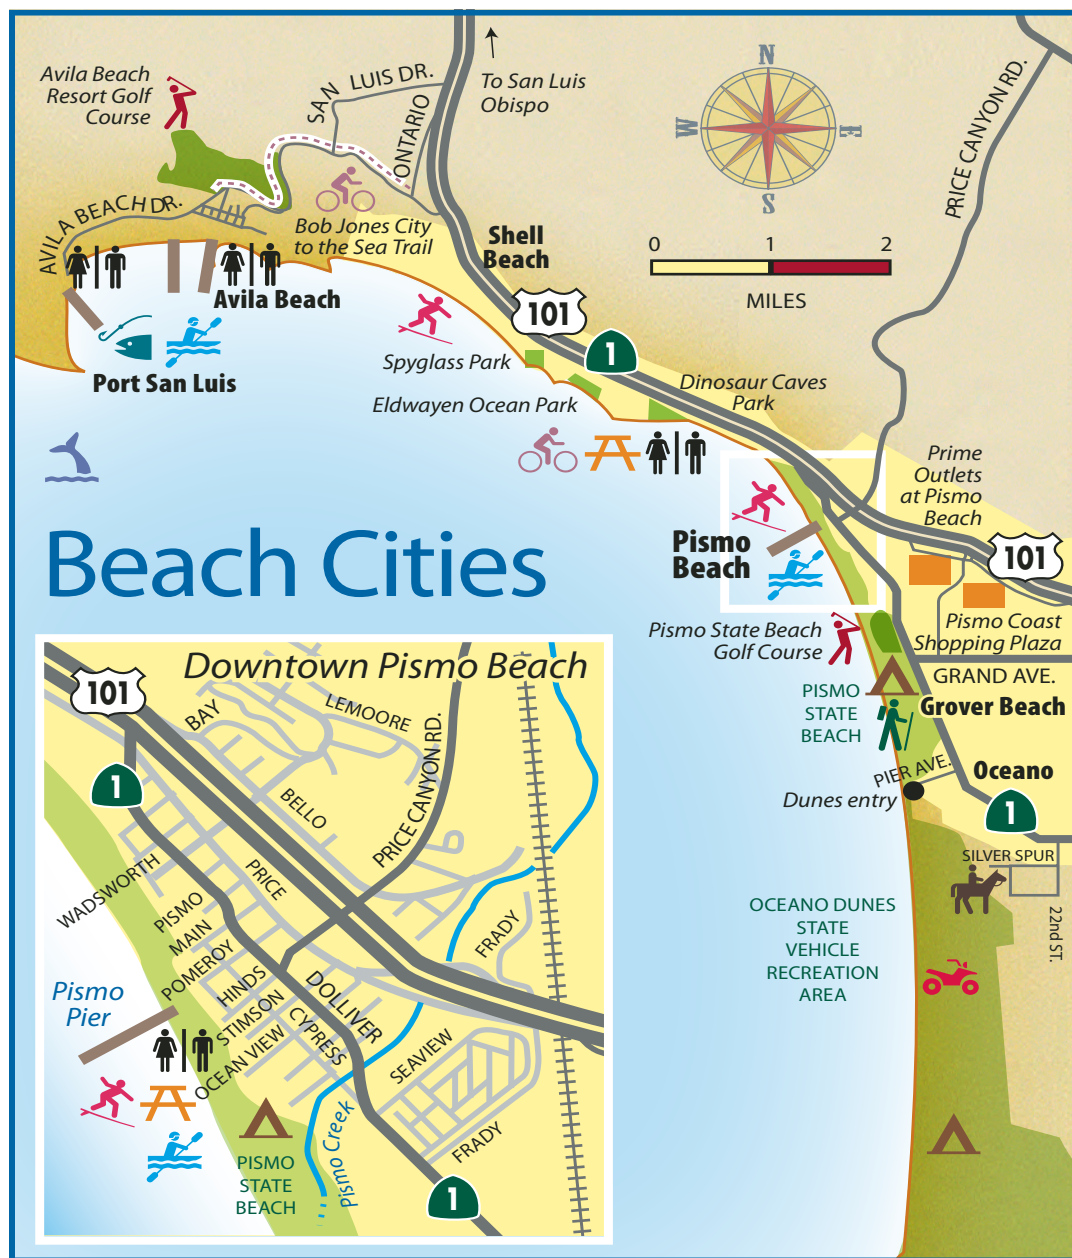 Avila Beach
Resort Golf
Course
SAN LUIS DR.
ONTARIO
To San Luis
Obispo
N
W
E
S
PRICE CANYON RD.
AVILA BEACH DR.
Bob Jones City
to the Sea Trail
Shell
Beach
0 1 2
MILES
Avila Beach
101
1
Port San Luis
Spyglass Park
Eldwayen Ocean Park
Dinosaur Caves
Park
Prime
Outlets
at Pismo
Beach
101
Beach Cities
Pismo
Beach
Pismo State Beach
Golf Course
Pismo Coast
Shopping Plaza
GRAND AVE.
PISMO
STATE
BEACH
Grover Beach
PIER AVE.
Oceano
Dunes entry
1
SILVER SPUR
22nd ST.
OCEANO DUNES
STATE
VEHICLE
RECREATION
AREA
Downtown Pismo Beach
101
BAY
LEMOORE
1
BELLO
PRICE CANYON RD.
PRICE
WADSWORTH
PISMO
MAIN
POMEROY
HINDS
STIMSON
OCEAN VIEW
CYPRESS
DOLLIVER
FRADY
SEAVIEW
FRADY
Pismo
Pier
Pismo Creek
PISMO
STATE
BEACH
1